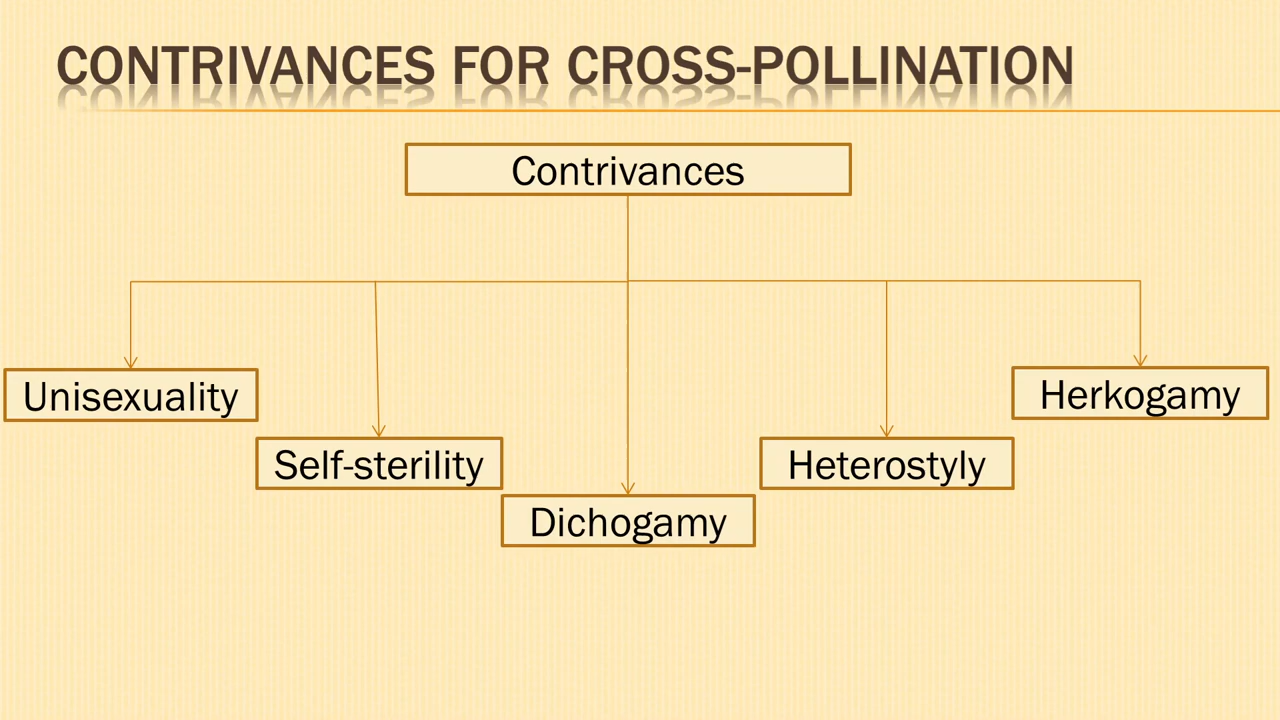 CONTRIVANCES FOR CROSS-POLLINATION
Contrivances
Unisexuality
Self-sterility
Dichogamy
Heterostyly
Herkogamy